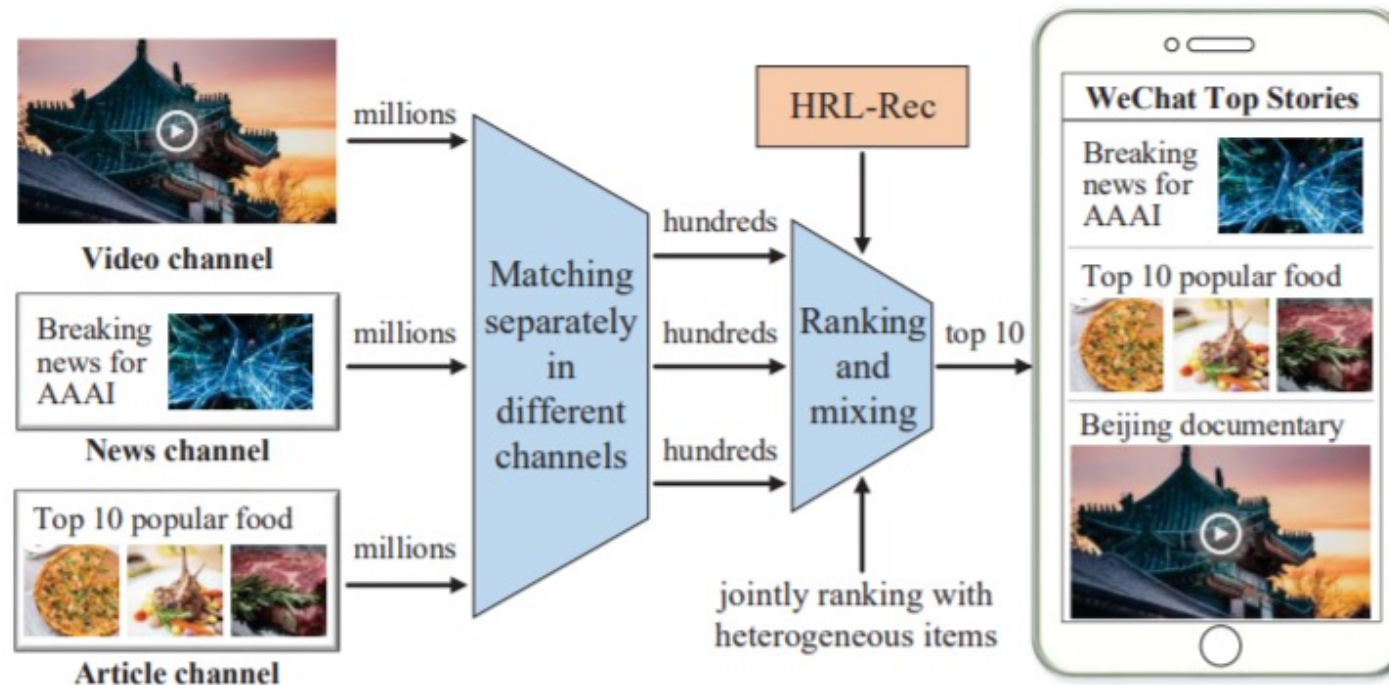 millions
Video channel
Breaking
news for
AAAI
millions
News channel
Top 10 popular food
millions
Article channel
Matching
separately
in
different
channels
hundreds
hundreds
hundreds
HRL-Rec
Ranking
and
mixing
jointly ranking with
heterogeneous items
top 10
WeChat Top Stories
Breaking
news for
AAAI
Top 10 popular food
Beijing documentary